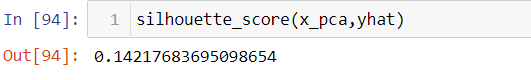 In [94]: 1 silhouette_score(x_pca,yhat)
Out[94]: 0.14217683695098654